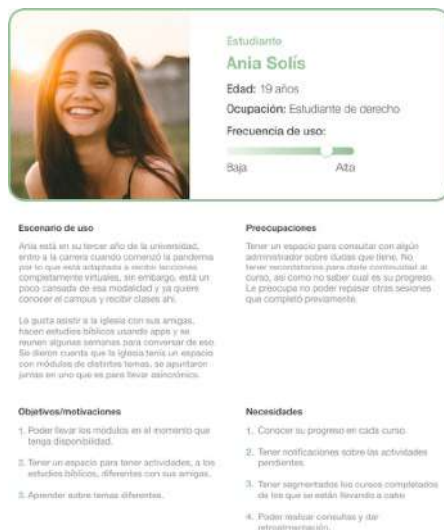 Estudiante
Ania Solís
Edad: 19 años
Ocupación: Estudiante de derecho
Frecuencia de uso:
Baja Alta
Escenario de uso
Ania está en su tercer año de la universidad,
entro a la carrera cuando comenzó la pandemia
por lo que está adaptada a recibir lecciones
completamente virtuales, sin embargo, está un
poco cansada de esa modalidad y ya quiere
conocer el campus y recibir clases ahí.
Le gusta asistir a la iglesia con sus amigas,
hacen estudios bíblicos usando apps y se
reunen algunas semanas para conversar de eso.
Se dieron cuenta que la iglesia tenía un espacio
con módulos de distintos temas, se apuntaron
juntas en uno que es para llevar asincrónico.
Preocupaciones
Tener un espacio para consultar con algún
administrador sobre dudas que tiene. No
tener recordatorios para darle continuidad al
curso, así como no saber cual es su progreso.
Le preocupa no poder repasar otras sesiones
que completó previamente.
Objetivos/motivaciones
1. Poder llevar los módulos en el momento que
tenga disponibilidad.
2. Tener un espacio para tener actividades, a los
estudios bíblicos, diferentes con sus amigas.
3. Aprender sobre temas diferentes.
Necesidades
1. Conocer su progreso en cada curso.
2. Tener notificaciones sobre las actividades
pendientes.
3. Tener segmentados los cursos completados
de los que se están llevando a cabo
4. Poder realizar consultas y dar
retroalimentación.